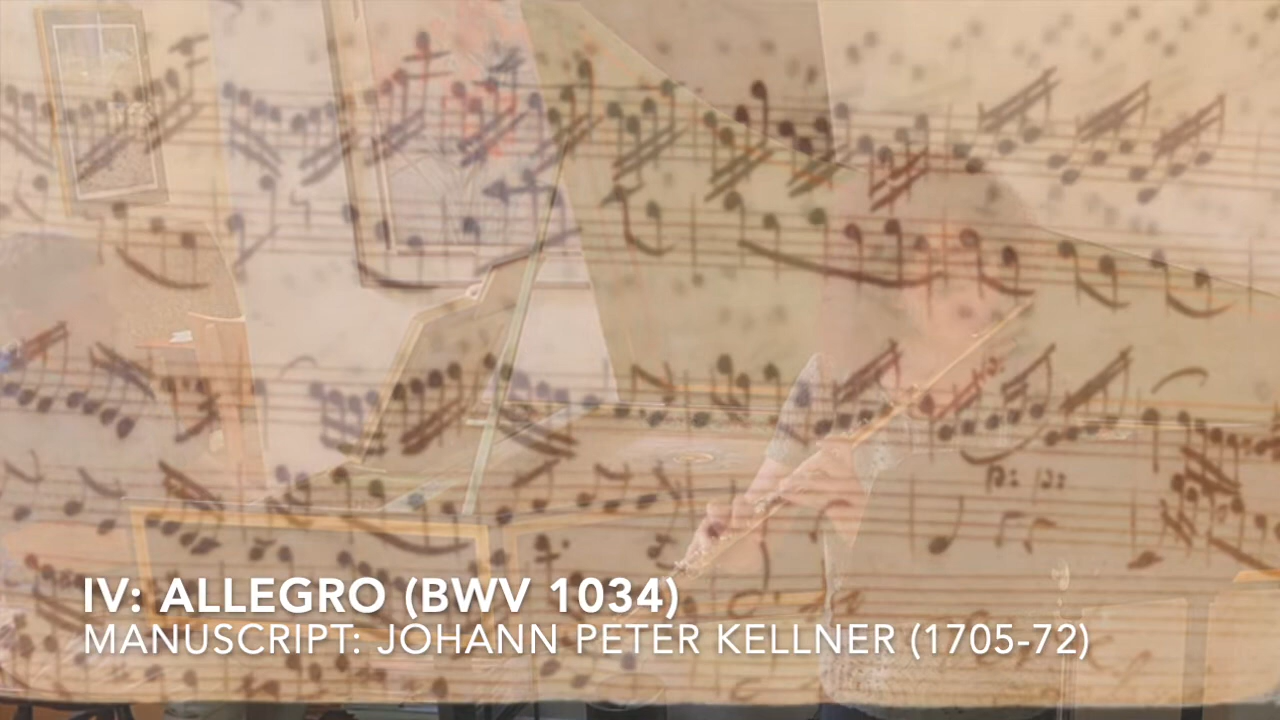 IV: ALLEGRO (BWV 1034)
MANUSCRIPT: JOHANN PETER KELLNER (1705-72)